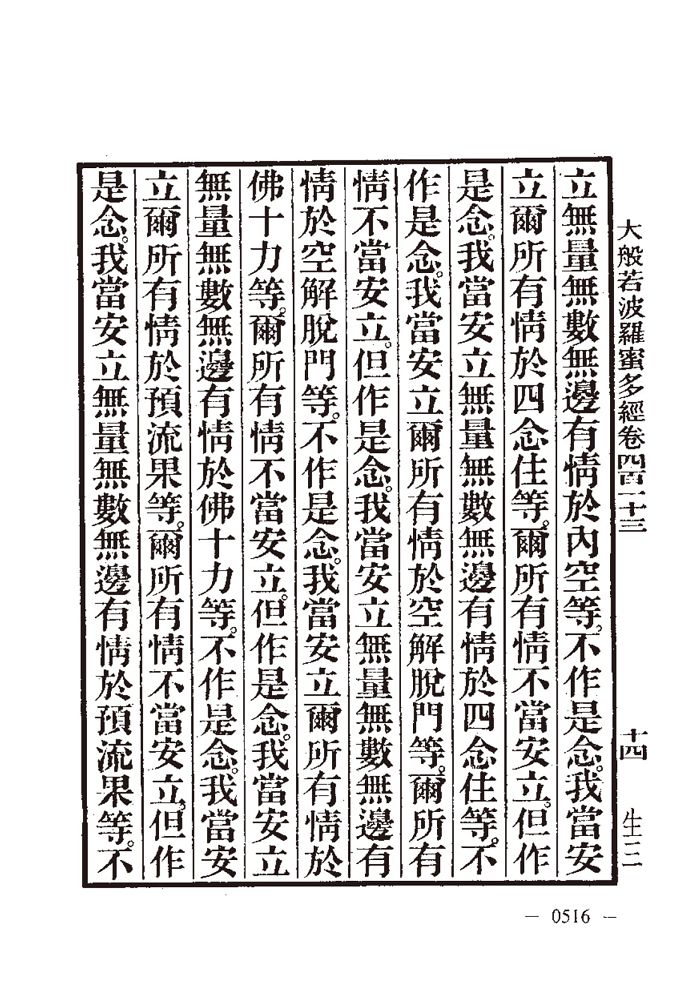 大般若波羅蜜多經卷四百一十三
十四
生三
立無量無數無邊有情於內空等。不作是念。我當安
立爾所有情於四念住等。爾所有情不當安立。但作
是念。我當安立無量無數無邊有情於四念住等。不
作是念。我當安立爾所有情於空解脫門等。爾所有
情不當安立。但作是念。我當安立無量無數無邊有
情於空解脫門等。不作是念。我當安立爾所有情於
佛十力等。爾所有情不當安立。但作是念。我當安立
無量無數無邊有情於佛十力等。不作是念。我當安
立爾所有情於預流果等。爾所有情不當安立。但作
是念。我當安立無量無數無邊有情於預流果等。不
— 0516 —